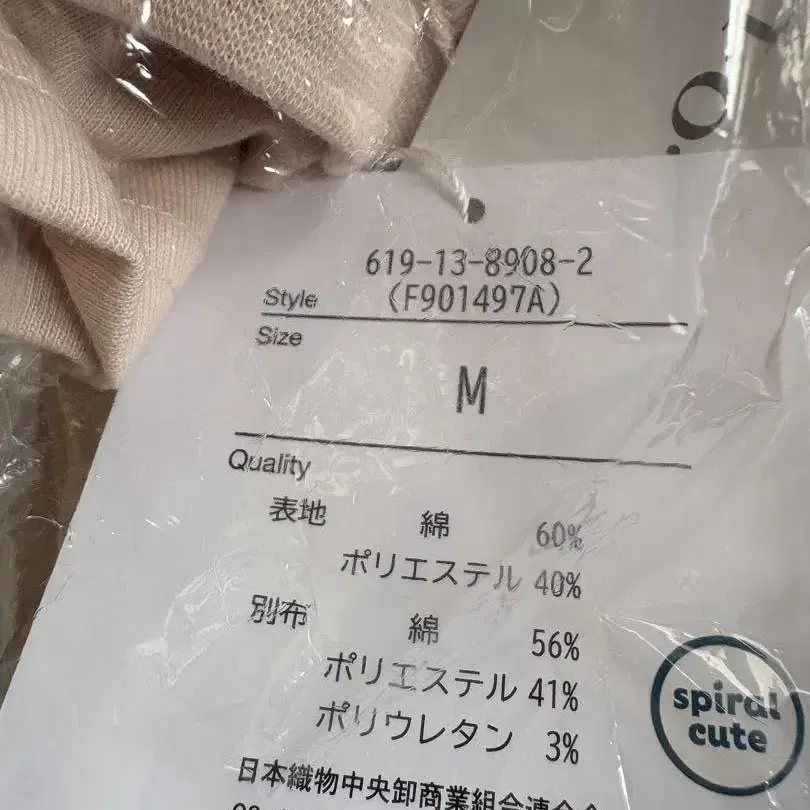 619-13-8908-2
Style (F901497A)
Size
M
Quality
表地 綿 60%
ポリエステル 40%
別布 綿 56%
ポリエステル 41%
ポリウレタン 3%
日本織物中央卸商業組合連合会
spiral
cute